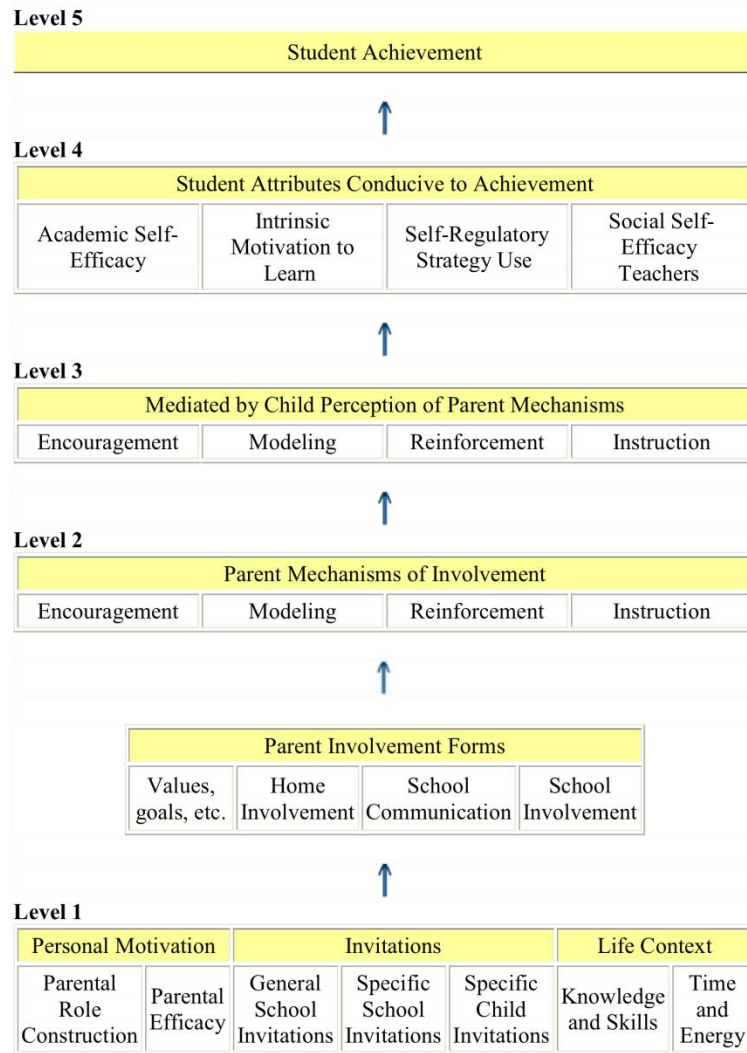 Level 5
Student Achievement
Level 4
Student Attributes Conducive to Achievement
Academic Self-
Efficacy
Intrinsic
Motivation to
Learn
Self-Regulatory
Strategy Use
Social Self-
Efficacy
Teachers
Level 3
Mediated by Child Perception of Parent Mechanisms
Encouragement
Modeling
Reinforcement
Instruction
Level 2
Parent Mechanisms of Involvement
Encouragement
Modeling
Reinforcement
Instruction
Parent Involvement Forms
Values,
goals, etc.
Home
Involvement
School
Communication
School
Involvement
Level 1
Personal Motivation
Invitations
Life Context
Parental
Role
Construction
Parental
Efficacy
General
School
Invitations
Specific
School
Invitations
Specific
Child
Invitations
Knowledge
and Skills
Time
and
Energy